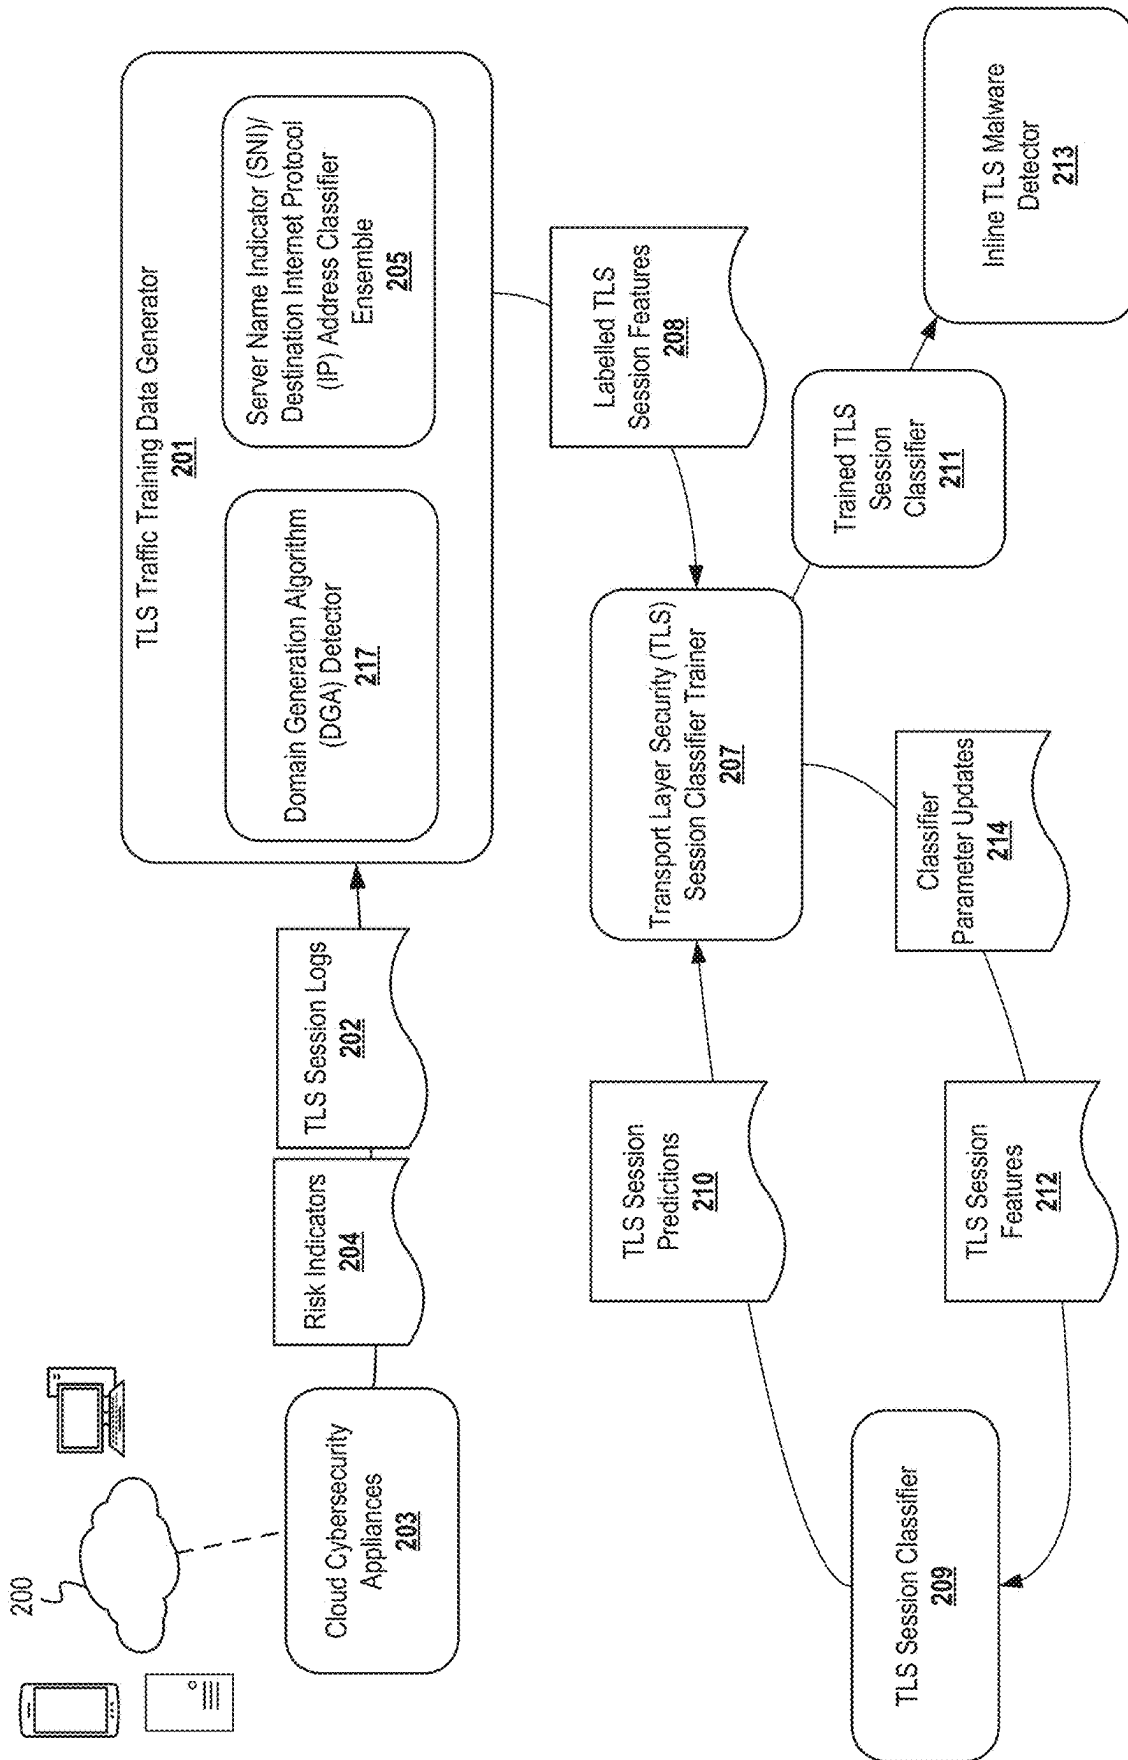 200
Cloud Cybersecurity
Appliances
203
Risk Indicators
204
TLS Session Logs
202
TLS Traffic Training Data Generator
201
Domain Generation Algorithm
(DGA) Detector
217
Server Name Indicator (SNI)/
Destination Internet Protocol
(IP) Address Classifier
Ensemble
205
Labelled TLS
Session Features
208
Transport Layer Security (TLS)
Session Classifier Trainer
207
TLS Session
Predictions
210
TLS Session Classifier
209
TLS Session
Features
212
Classifier
Parameter Updates
214
Trained TLS
Session
Classifier
211
Inline TLS Malware
Detector
213